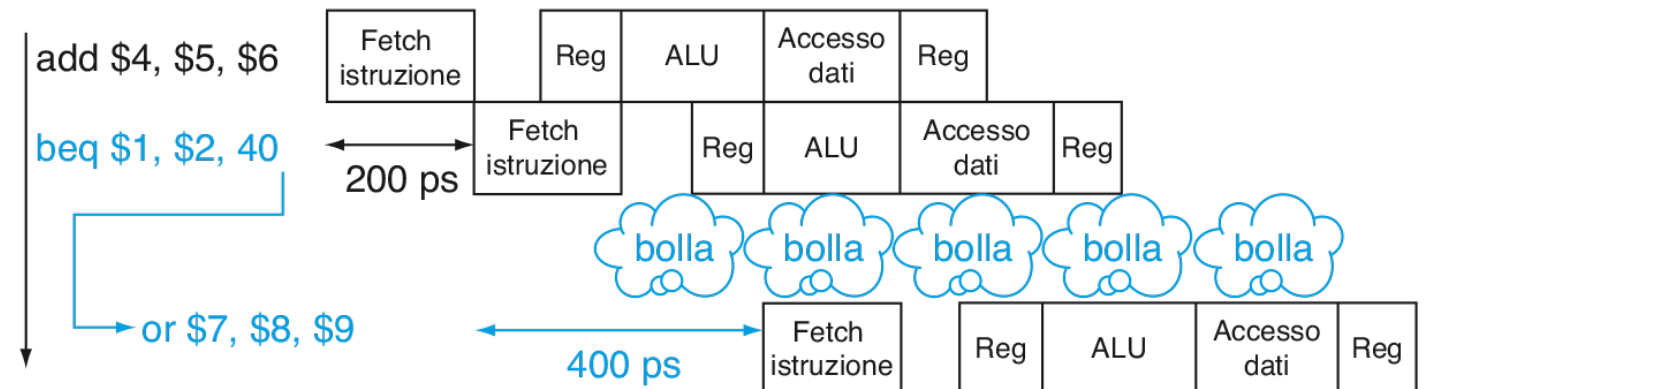 add $4, $5, $6
Fetch
istruzione
Reg
ALU
Accesso
dati
Reg
beq $1, $2, 40
200 ps
Fetch
istruzione
Reg
ALU
Accesso
dati
Reg
bolla
bolla
bolla
bolla
bolla
or $7, $8, $9
400 ps
Fetch
istruzione
Reg
ALU
Accesso
dati
Reg